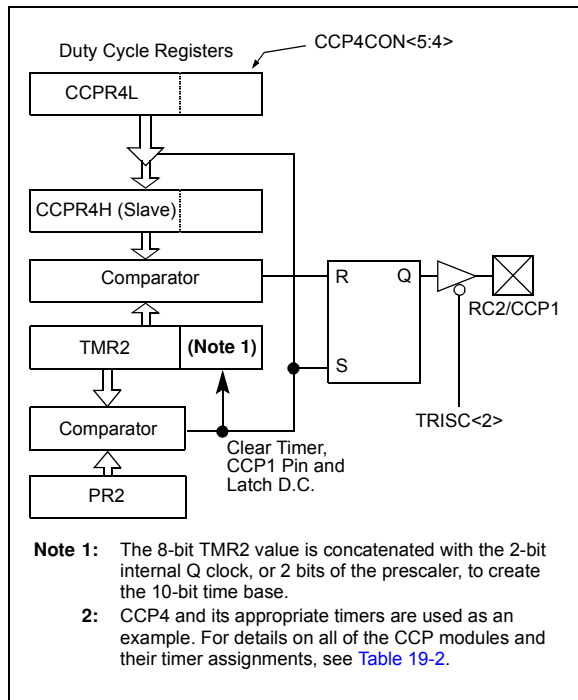 Duty Cycle Registers
CCP4CON<5:4>
CCPR4L
CCPR4H (Slave)
Comparator
R
Q
RC2/CCP1
TMR2
(Note 1)
S
TRISC<2>
Comparator
Clear Timer,
CCP1 Pin and
Latch D.C.
PR2
Note 1: The 8-bit TMR2 value is concatenated with the 2-bit
internal Q clock, or 2 bits of the prescaler, to create
the 10-bit time base.
2: CCP4 and its appropriate timers are used as an
example. For details on all of the CCP modules and
their timer assignments, see Table 19-2.